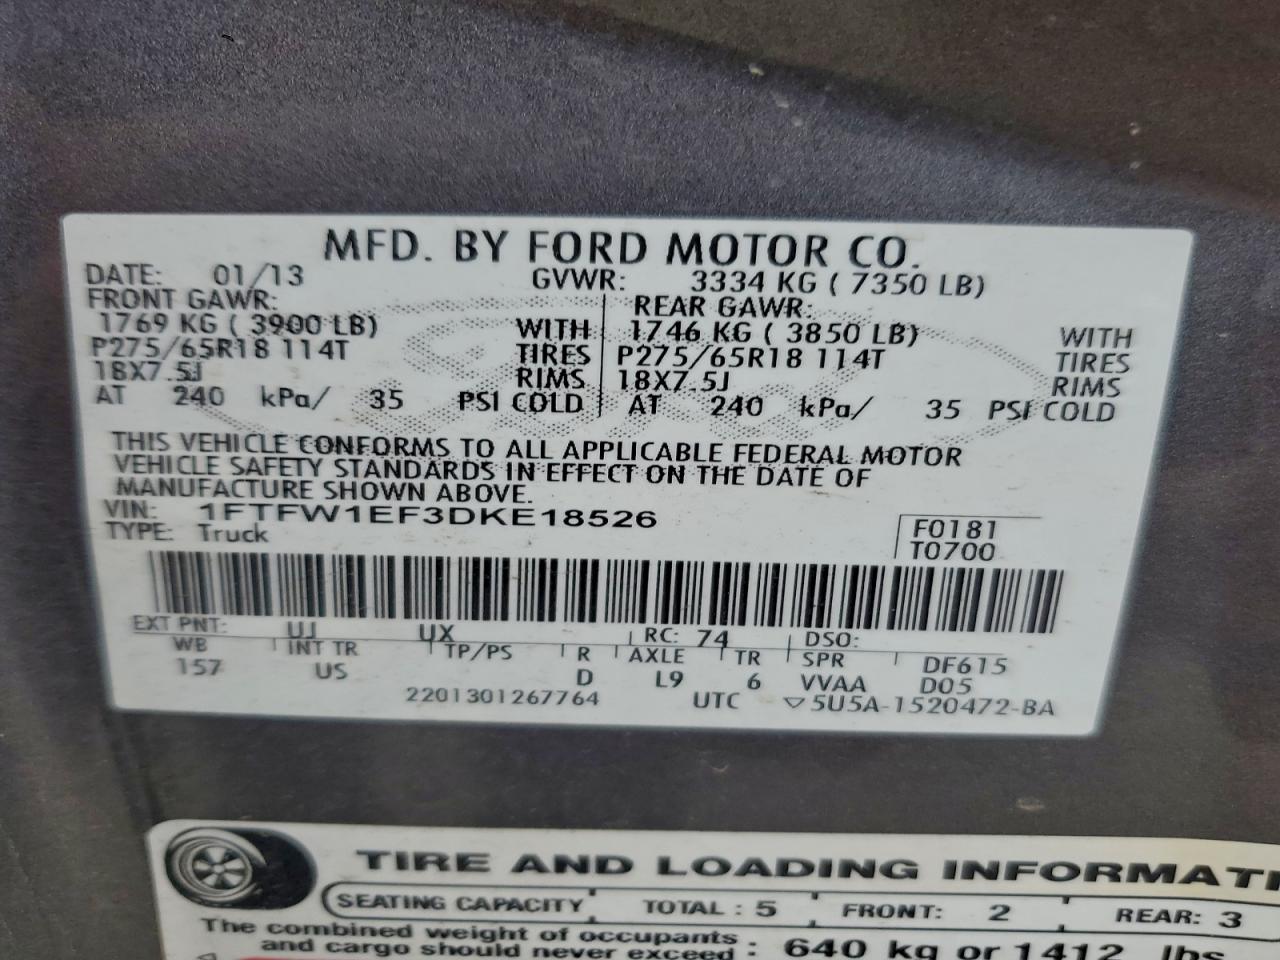 MFD. BY FORD MOTOR CO.
DATE: 01/13 GVWR: 3334 KG ( 7350 LB)
FRONT GAWR: REAR GAWR:
1769 KG ( 3900 LB) WITH 1746 KG ( 3850 LB) WITH
P275/65R18 114T TIRES P275/65R18 114T TIRES
18X7.5J RIMS 18X7.5J RIMS
AT 240 kPa/ 35 PSI COLD AT 240 kPa/ 35 PSI COLD
THIS VEHICLE CONFORMS TO ALL APPLICABLE FEDERAL MOTOR
VEHICLE SAFETY STANDARDS IN EFFECT ON THE DATE OF
MANUFACTURE SHOWN ABOVE.
VIN: 1FTFW1EF3DKE18526 F0181
TYPE: Truck T0700
EXT PNT: UJ UX RC: 74 DSO:
WB INT TR TP/PS R AXLE TR SPR DF615
157 US D L9 6 VVAA D05
2201301267764 UTC ▽5U5A-1520472-BA
TIRE AND LOADING INFORMATI
SEATING CAPACITY TOTAL : 5 FRONT: 2 REAR: 3
The combined weight of occupants
and cargo should never exceed : 640 kg or 1412 lbs